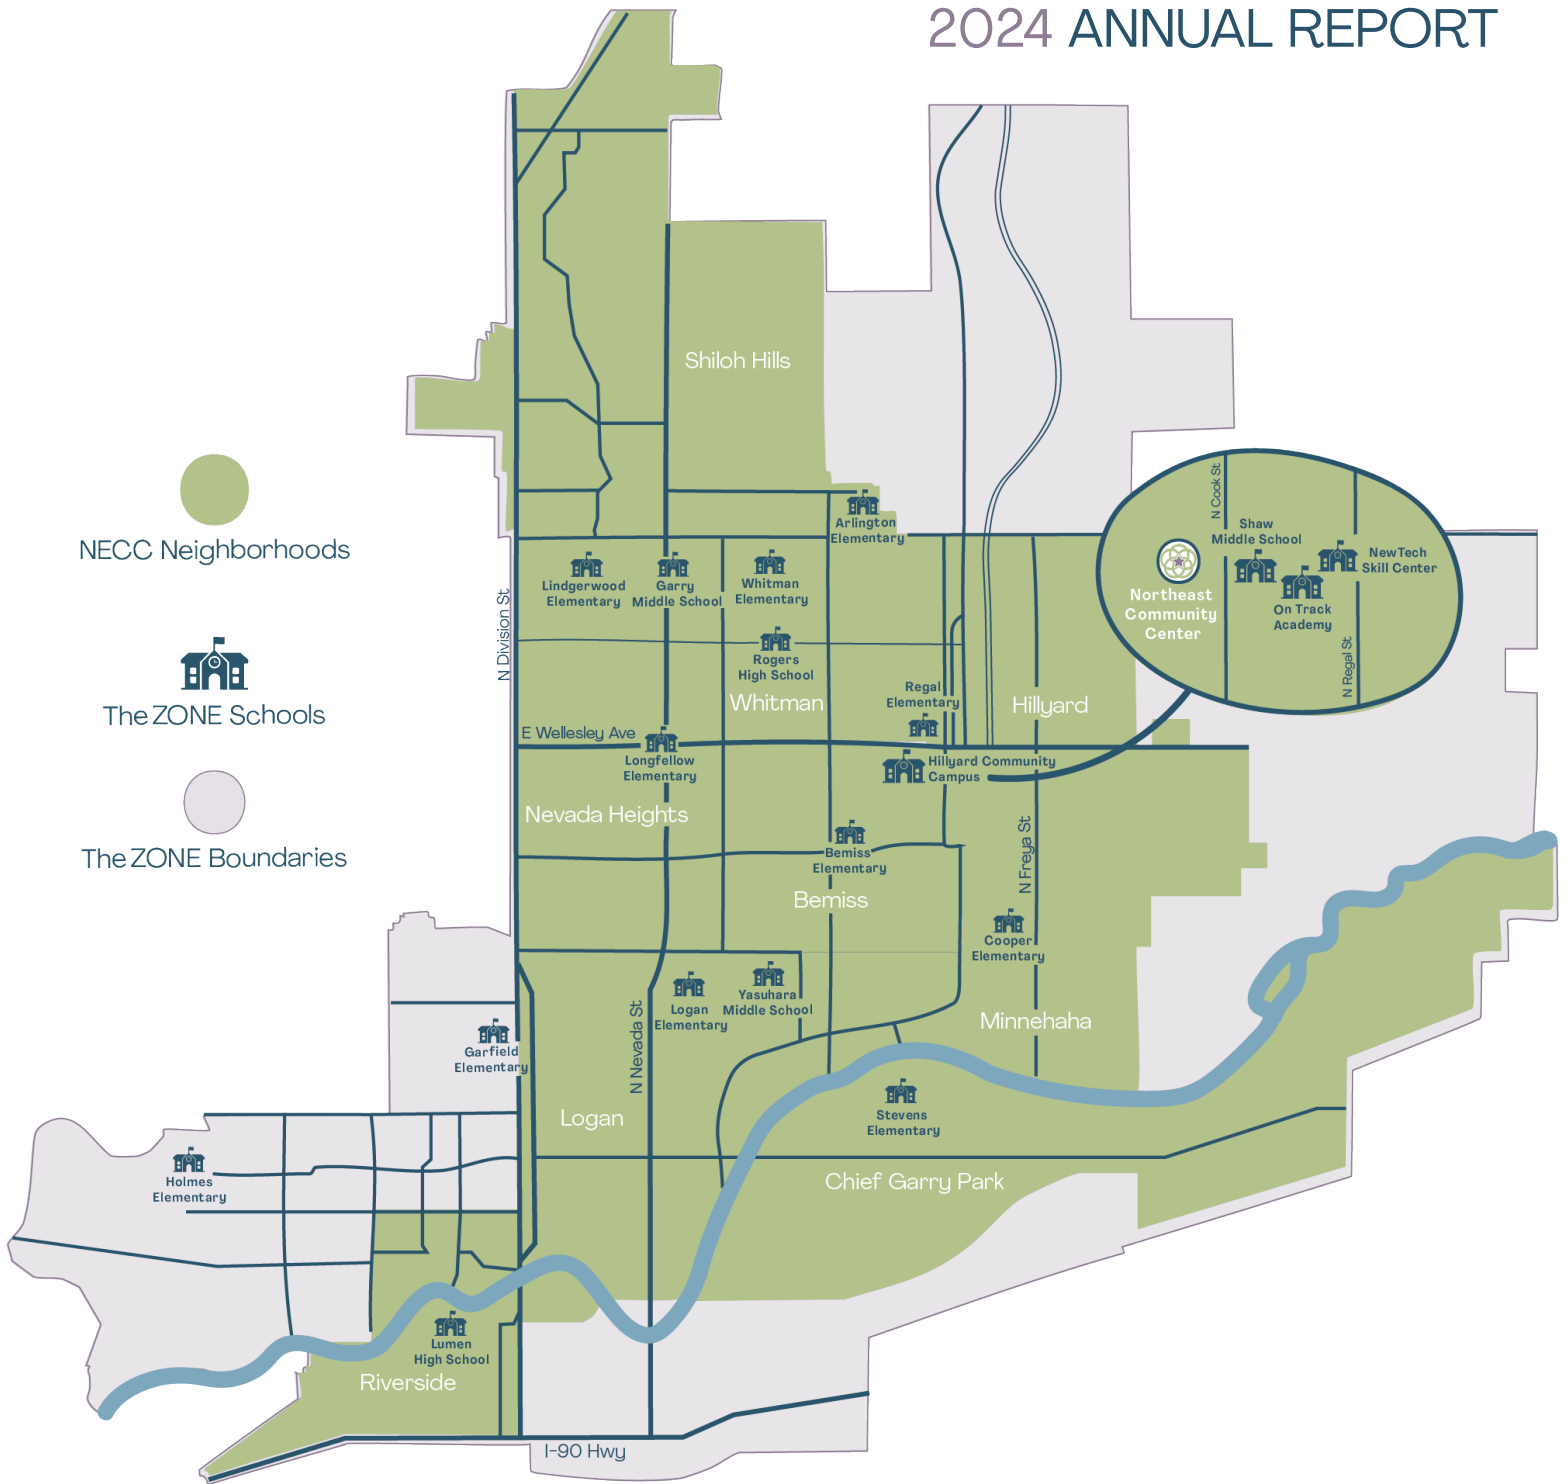 2024 ANNUAL REPORT
Shiloh Hills
NECC Neighborhoods
The ZONE Schools
The ZONE Boundaries
N Division St
Arlington
Elementary
Lindgerwood
Elementary
Garry
Middle School
Whitman
Elementary
Rogers
High School
Whitman
Regal
Elementary
Hillyard
N Cook St
Shaw
Middle School
NewTech
Skill Center
On Track
Academy
Northeast
Community
Center
N Regal St
E Wellesley Ave
Longfellow
Elementary
Hillyard Community
Campus
Nevada Heights
Bemiss
Elementary
Bemiss
N Freya St
Cooper
Elementary
Logan
Elementary
Yasuhara
Middle School
N Nevada St
Minnehaha
Garfield
Elementary
Logan
Stevens
Elementary
Holmes
Elementary
Chief Garry Park
Lumen
High School
Riverside
I-90 Hwy